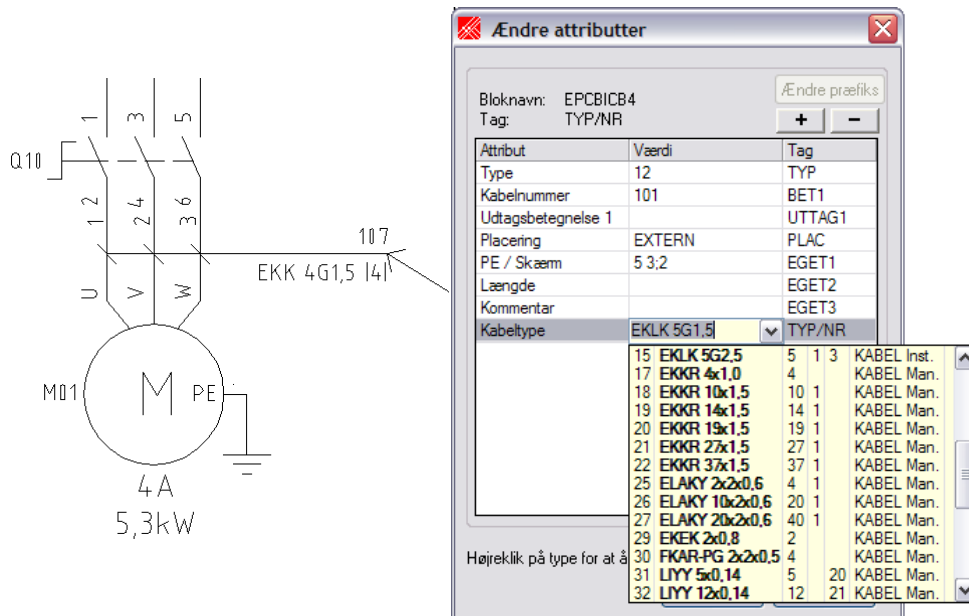 1 3 5
Q10
2 4 6
1 2 3
107
EKK 4G1,5 |4|
U V W
M01
M
PE
4A
5,3kW
Ændre attributter
Bloknavn: EPCBICB4
Ændre præfiks
Tag: TYP/NR
+ −
Attribut Værdi Tag
Type 12 TYP
Kabelnummer 101 BET1
Udtagsbetegnelse 1 UTTAG1
Placering EXTERN PLAC
PE / Skærm 5 3;2 EGET1
Længde EGET2
Kommentar EGET3
Kabeltype EKLK 5G1,5 TYP/NR
15 EKLK 5G2,5 5 1 3 KABEL Inst.
17 EKKR 4x1,0 4 KABEL Man.
18 EKKR 10x1,5 10 1 KABEL Man.
19 EKKR 14x1,5 14 1 KABEL Man.
20 EKKR 19x1,5 19 1 KABEL Man.
21 EKKR 27x1,5 27 1 KABEL Man.
22 EKKR 37x1,5 37 1 KABEL Man.
25 ELAKY 2x2x0,6 4 1 KABEL Man.
26 ELAKY 10x2x0,6 20 1 KABEL Man.
27 ELAKY 20x2x0,6 40 1 KABEL Man.
29 EKEK 2x0,8 2 KABEL Man.
30 FKAR-PG 2x2x0,5 4 KABEL Man.
31 LIYY 5x0,14 5 20 KABEL Man.
32 LIYY 12x0,14 12 21 KABEL Man.
Højreklik på type for at å